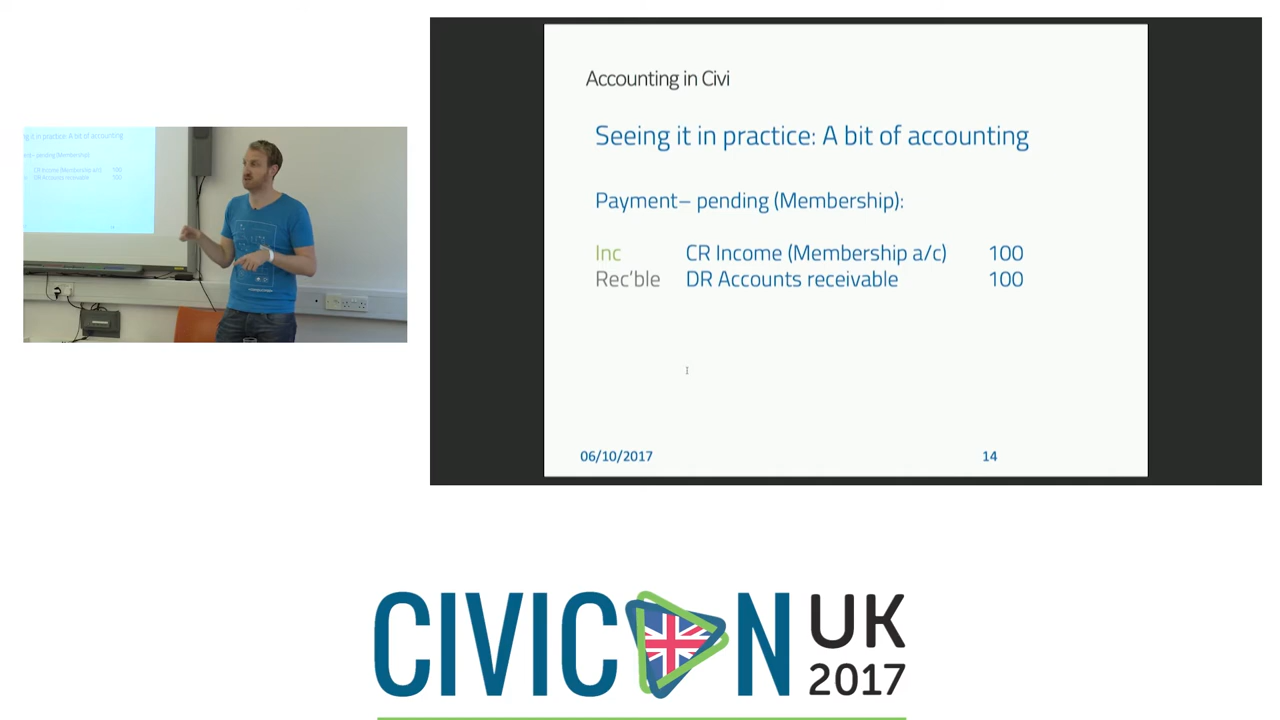 Accounting in Civi
Seeing it in practice: A bit of accounting
Payment– pending (Membership):
Inc CR Income (Membership a/c) 100
Rec'ble DR Accounts receivable 100
06/10/2017 14
CIVICON UK
2017